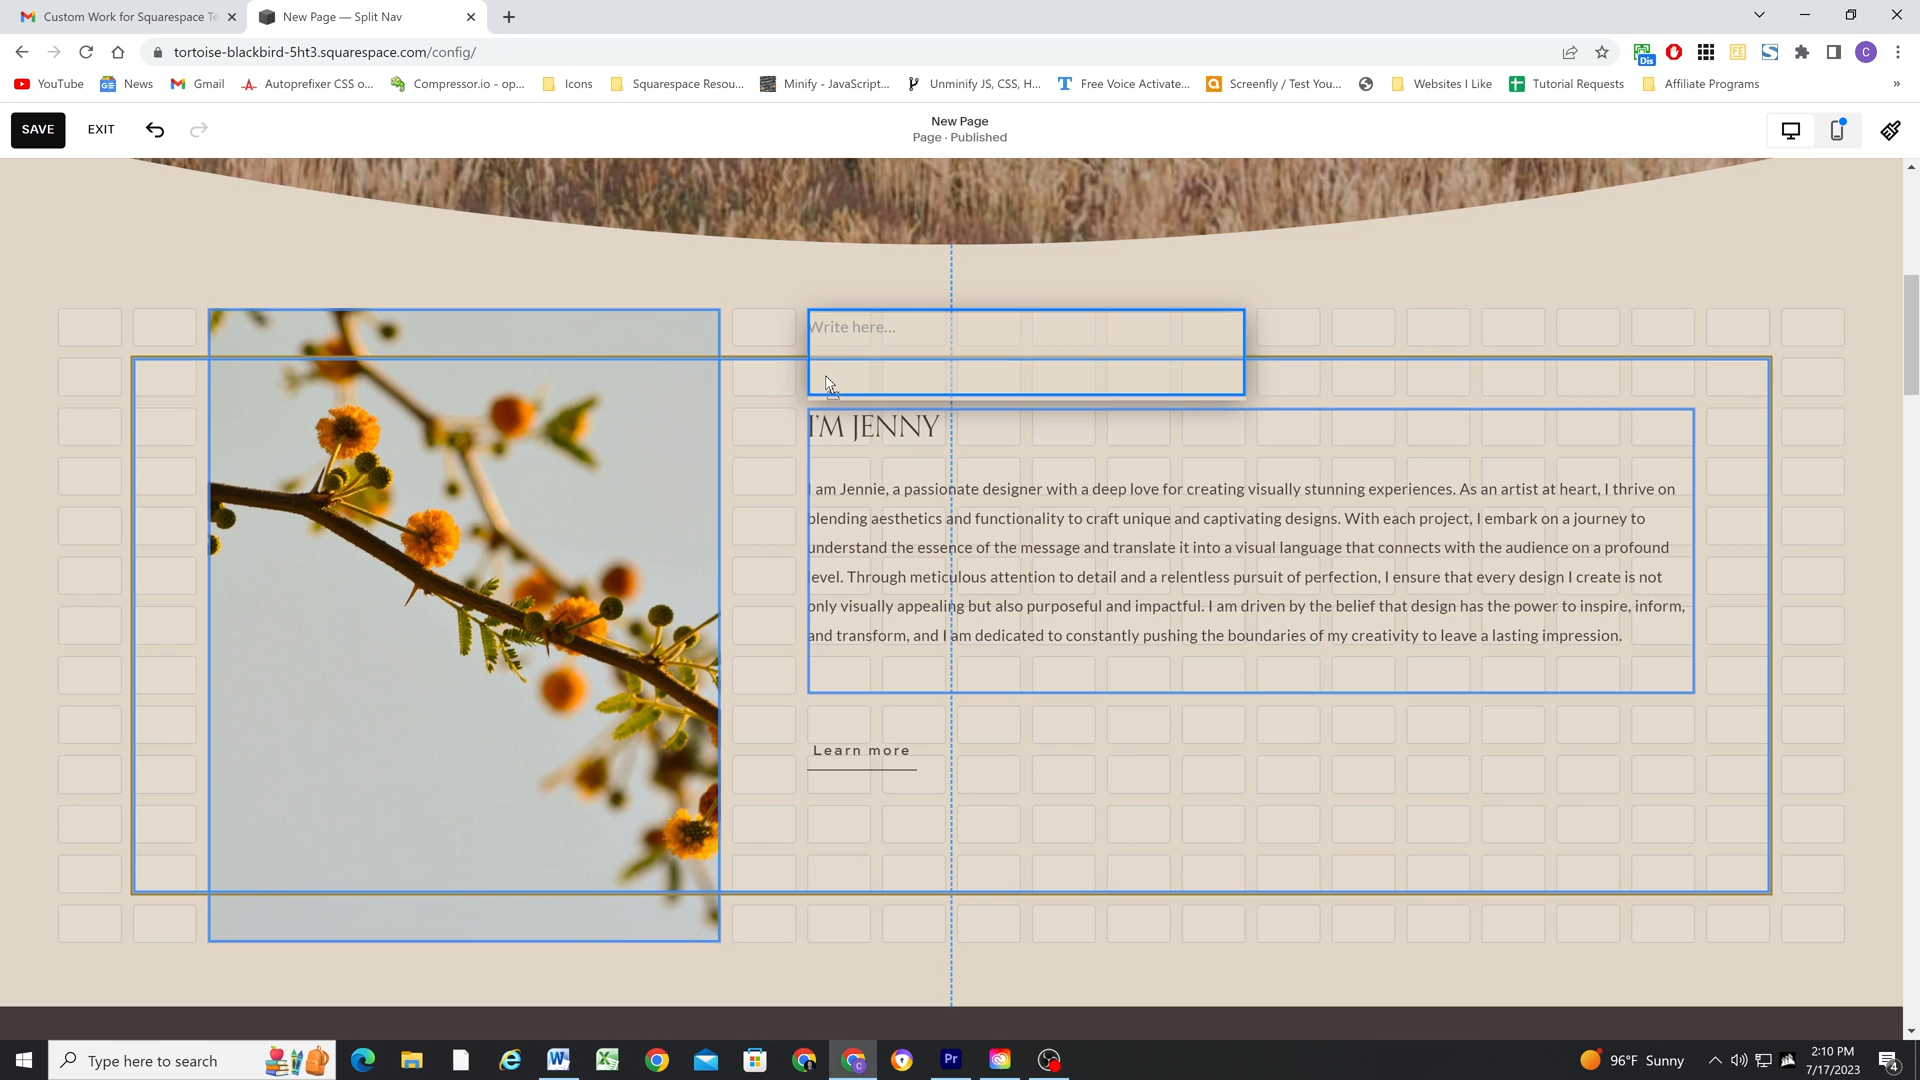 Custom Work for Squarespace Te
New Page — Split Nav
tortoise-blackbird-5ht3.squarespace.com/config/
Dis
FE
C
YouTube
News
Gmail
Autoprefixer CSS o...
Compressor.io - op...
Icons
Squarespace Resou...
Minify - JavaScript...
Unminify JS, CSS, H...
Free Voice Activate...
Screenfly / Test You...
Websites I Like
Tutorial Requests
Affiliate Programs
»
SAVE
EXIT
New Page
Page · Published
Write here...
I'M JENNY
I am Jennie, a passionate designer with a deep love for creating visually stunning experiences. As an artist at heart, I thrive on
blending aesthetics and functionality to craft unique and captivating designs. With each project, I embark on a journey to
understand the essence of the message and translate it into a visual language that connects with the audience on a profound
level. Through meticulous attention to detail and a relentless pursuit of perfection, I ensure that every design I create is not
only visually appealing but also purposeful and impactful. I am driven by the belief that design has the power to inspire, inform,
and transform, and I am dedicated to constantly pushing the boundaries of my creativity to leave a lasting impression.
Learn more
Type here to search
Pr
96°F Sunny
2:10 PM
7/17/2023
4